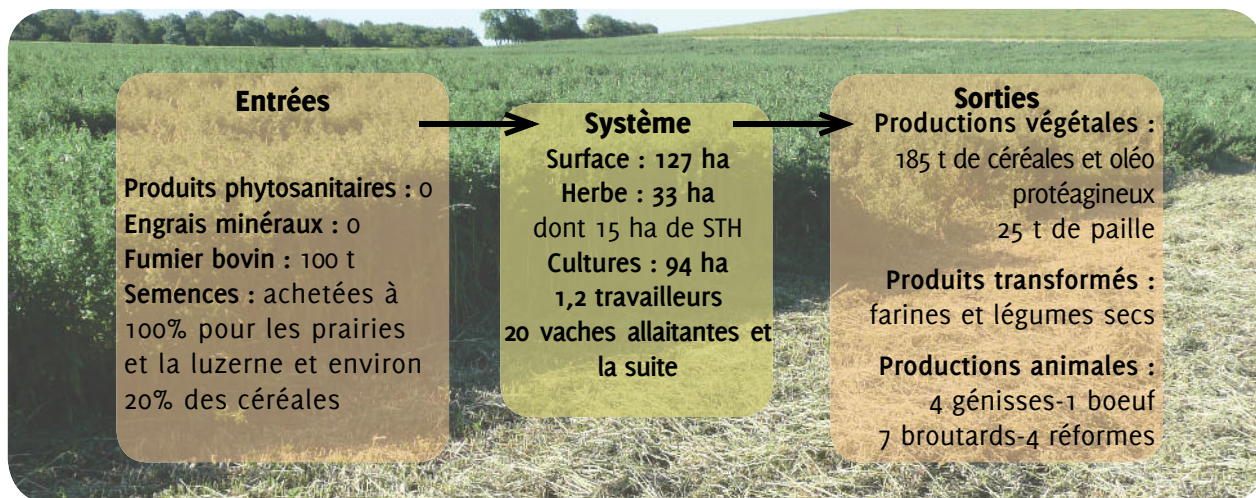 Entrées
Produits phytosanitaires : 0
Engrais minéraux : 0
Fumier bovin : 100 t
Semences : achetées à
100% pour les prairies
et la luzerne et environ
20% des céréales
Système
Surface : 127 ha
Herbe : 33 ha
dont 15 ha de STH
Cultures : 94 ha
1,2 travailleurs
20 vaches allaitantes et
la suite
Sorties
Productions végétales :
185 t de céréales et oléo
protéagineux
25 t de paille
Produits transformés :
farines et légumes secs
Productions animales :
4 génisses-1 boeuf
7 broutards-4 réformes